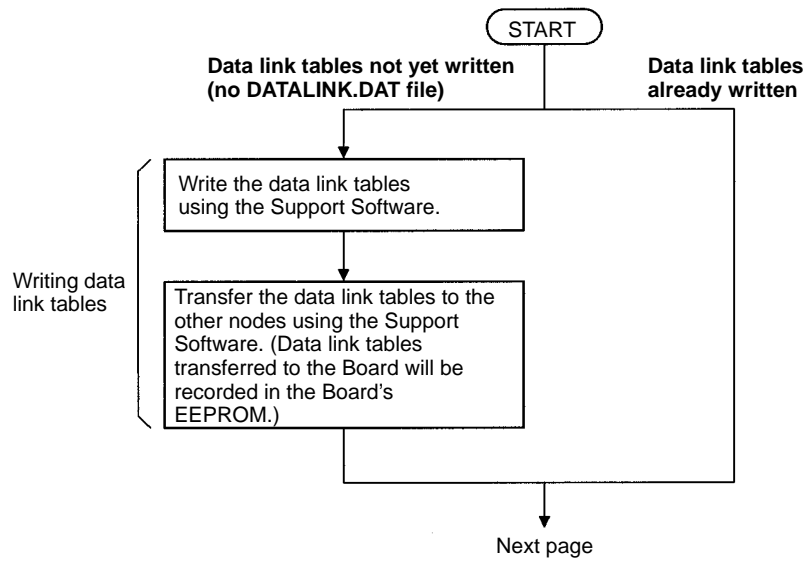 START
Data link tables not yet written
(no DATALINK.DAT file)
Data link tables
already written
Write the data link tables
using the Support Software.
Writing data
link tables
Transfer the data link tables to the
other nodes using the Support
Software. (Data link tables
transferred to the Board will be
recorded in the Board's
EEPROM.)
Next page